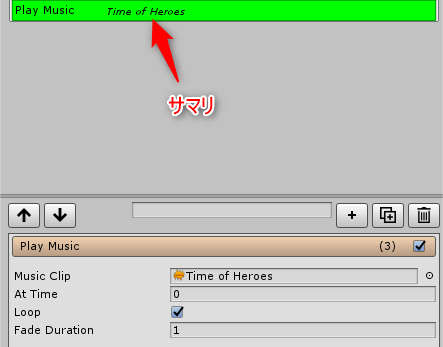 Play Music Time of Heroes
サマリ
+
Play Music (3)
Music Clip Time of Heroes
At Time 0
Loop
Fade Duration 1